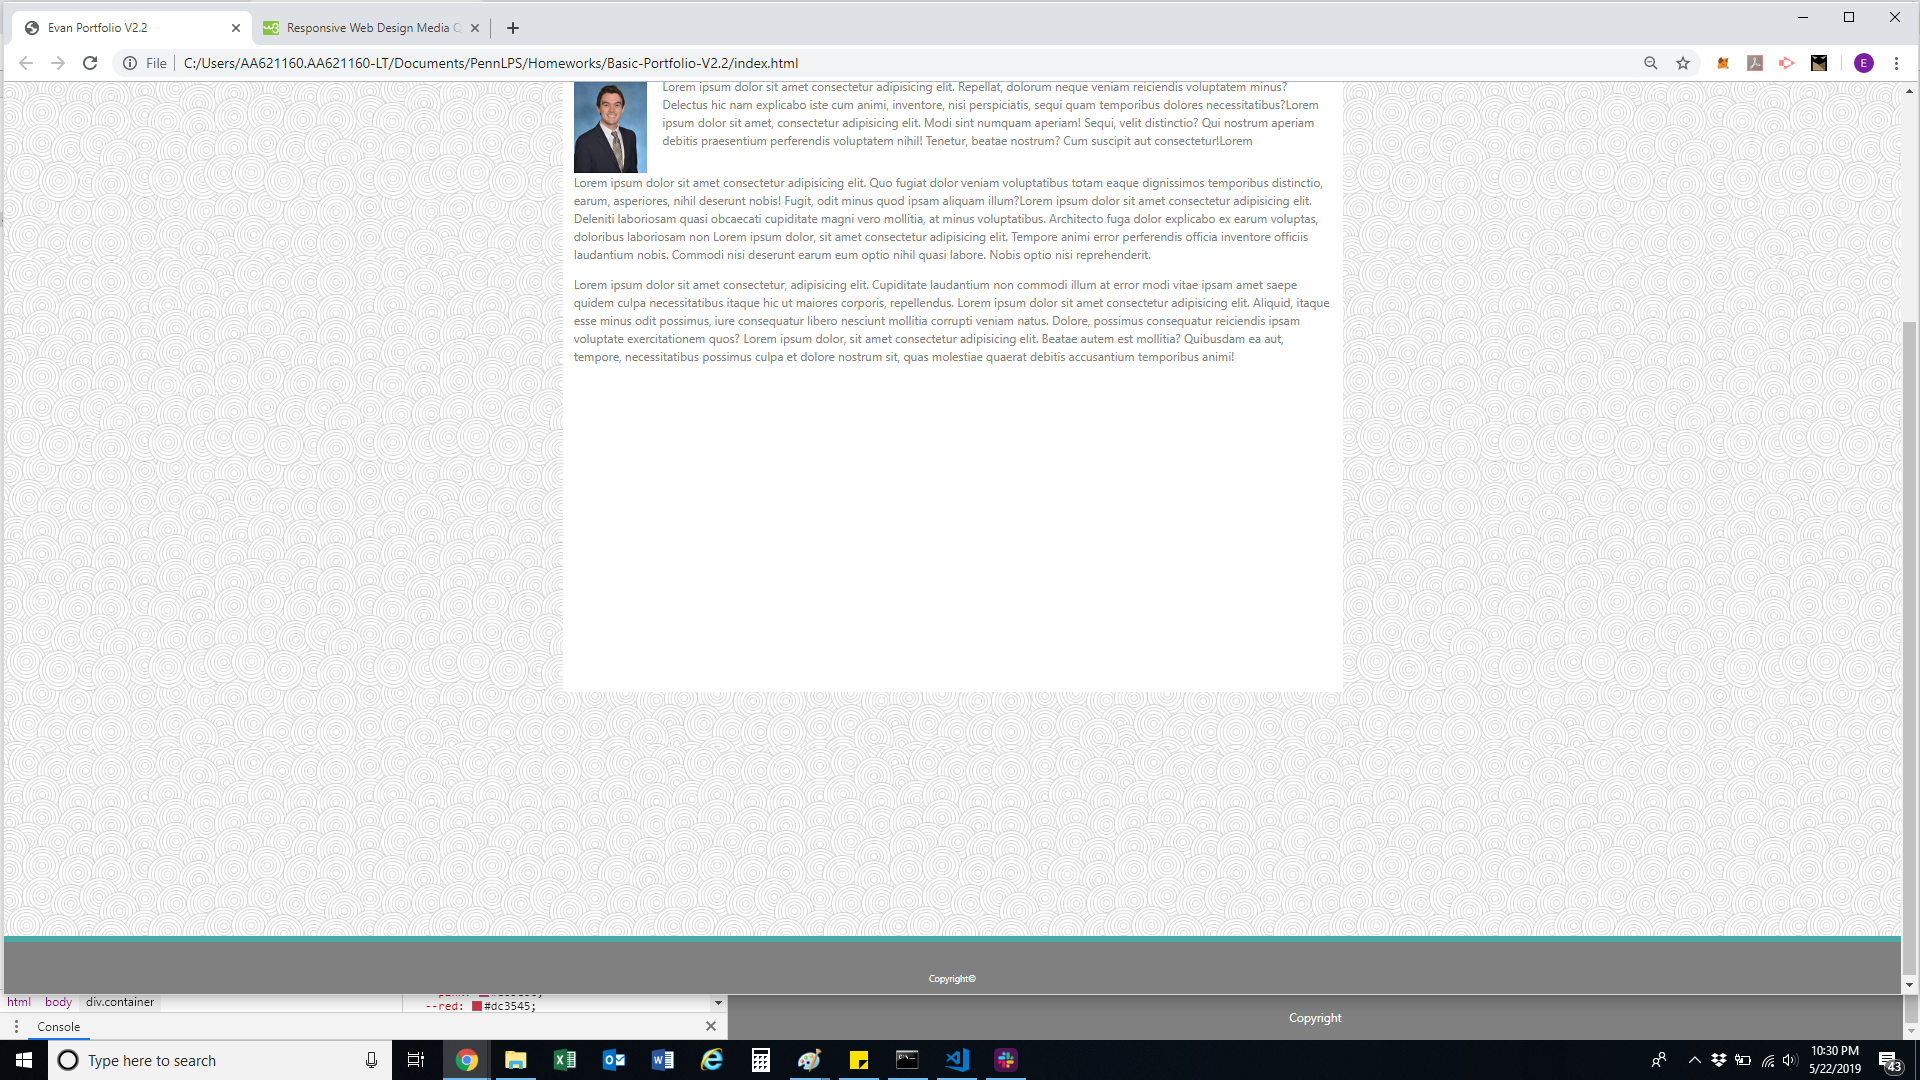 Evan Portfolio V2.2
Responsive Web Design Media Q
File
C:/Users/AA621160.AA621160-LT/Documents/PennLPS/Homeworks/Basic-Portfolio-V2.2/index.html
E
Lorem ipsum dolor sit amet consectetur adipisicing elit. Repellat, dolorum neque veniam reiciendis voluptatem minus?
Delectus hic nam explicabo iste cum animi, inventore, nisi perspiciatis, sequi quam temporibus dolores necessitatibus?Lorem
ipsum dolor sit amet, consectetur adipisicing elit. Modi sint numquam aperiam! Sequi, velit distinctio? Qui nostrum aperiam
debitis praesentium perferendis voluptatem nihil! Tenetur, beatae nostrum? Cum suscipit aut consectetur!Lorem
Lorem ipsum dolor sit amet consectetur adipisicing elit. Quo fugiat dolor veniam voluptatibus totam eaque dignissimos temporibus distinctio,
earum, asperiores, nihil deserunt nobis! Fugit, odit minus quod ipsam aliquam illum?Lorem ipsum dolor sit amet consectetur adipisicing elit.
Deleniti laboriosam quasi obcaecati cupiditate magni vero mollitia, at minus voluptatibus. Architecto fuga dolor explicabo ex earum voluptas,
doloribus laboriosam non Lorem ipsum dolor, sit amet consectetur adipisicing elit. Tempore animi error perferendis officia inventore officiis
laudantium nobis. Commodi nisi deserunt earum eum optio nihil quasi labore. Nobis optio nisi reprehenderit.
Lorem ipsum dolor sit amet consectetur, adipisicing elit. Cupiditate laudantium non commodi illum at error modi vitae ipsam amet saepe
quidem culpa necessitatibus itaque hic ut maiores corporis, repellendus. Lorem ipsum dolor sit amet consectetur adipisicing elit. Aliquid, itaque
esse minus odit possimus, iure consequatur libero nesciunt mollitia corrupti veniam natus. Dolore, possimus consequatur reiciendis ipsam
voluptate exercitationem quos? Lorem ipsum dolor, sit amet consectetur adipisicing elit. Beatae autem est mollitia? Quibusdam ea aut,
tempore, necessitatibus possimus culpa et dolore nostrum sit, quas molestiae quaerat debitis accusantium temporibus animi!
Copyright©
html body div.container
--red: #dc3545;
Console
Copyright
Type here to search
10:30 PM
5/22/2019
43